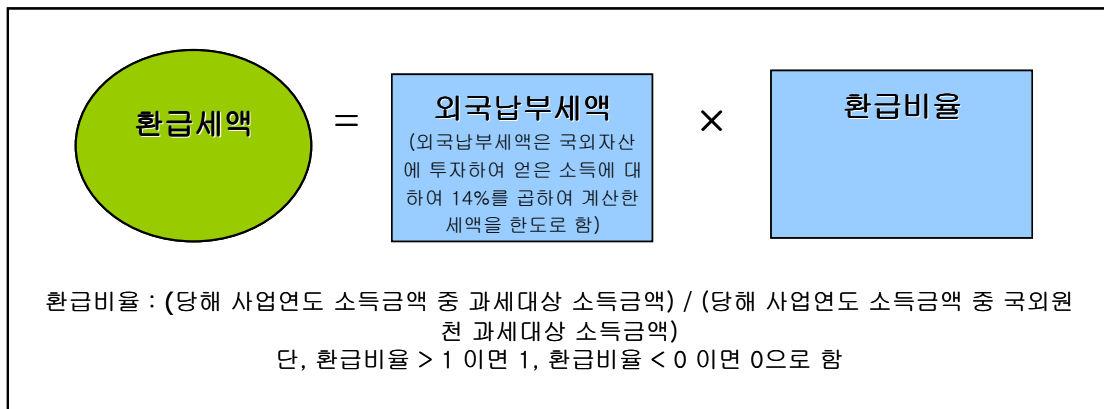 환급세액
=
외국납부세액
(외국납부세액은 국외자산
에 투자하여 얻은 소득에 대
하여 14%를 곱하여 계산한
세액을 한도로 함)
×
환급비율
환급비율 : (당해 사업연도 소득금액 중 과세대상 소득금액) / (당해 사업연도 소득금액 중 국외원
천 과세대상 소득금액)
단, 환급비율 > 1 이면 1, 환급비율 < 0 이면 0으로 함